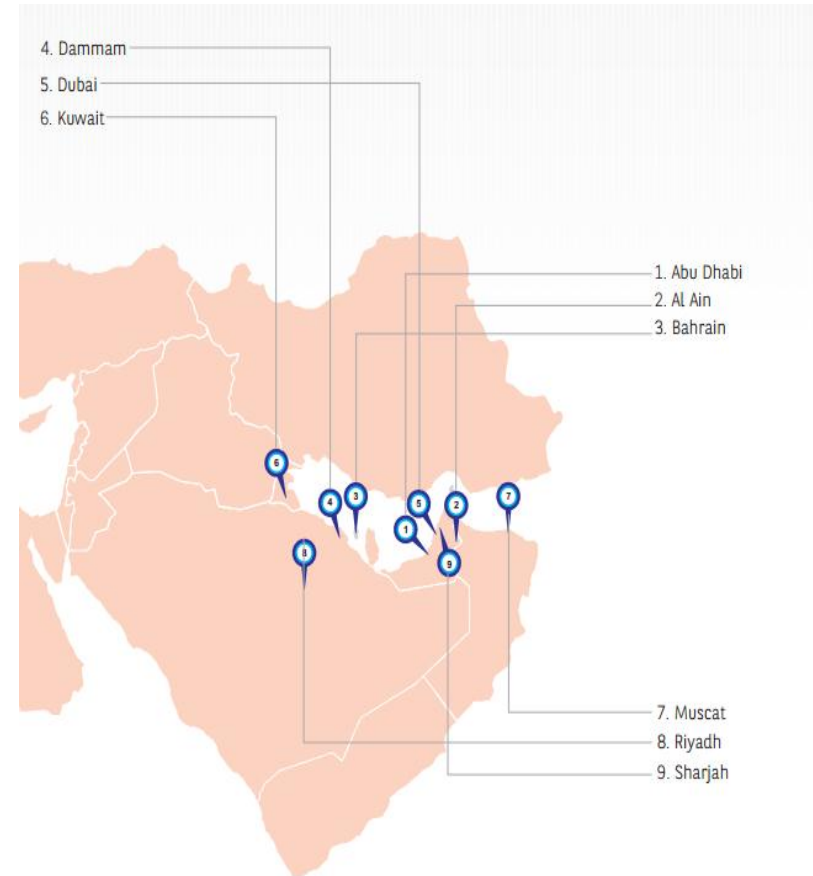 4. Dammam
5. Dubai
6. Kuwait
1. Abu Dhabi
2. Al Ain
3. Bahrain
6
4
3
5
2
7
1
9
8
7. Muscat
8. Riyadh
9. Sharjah